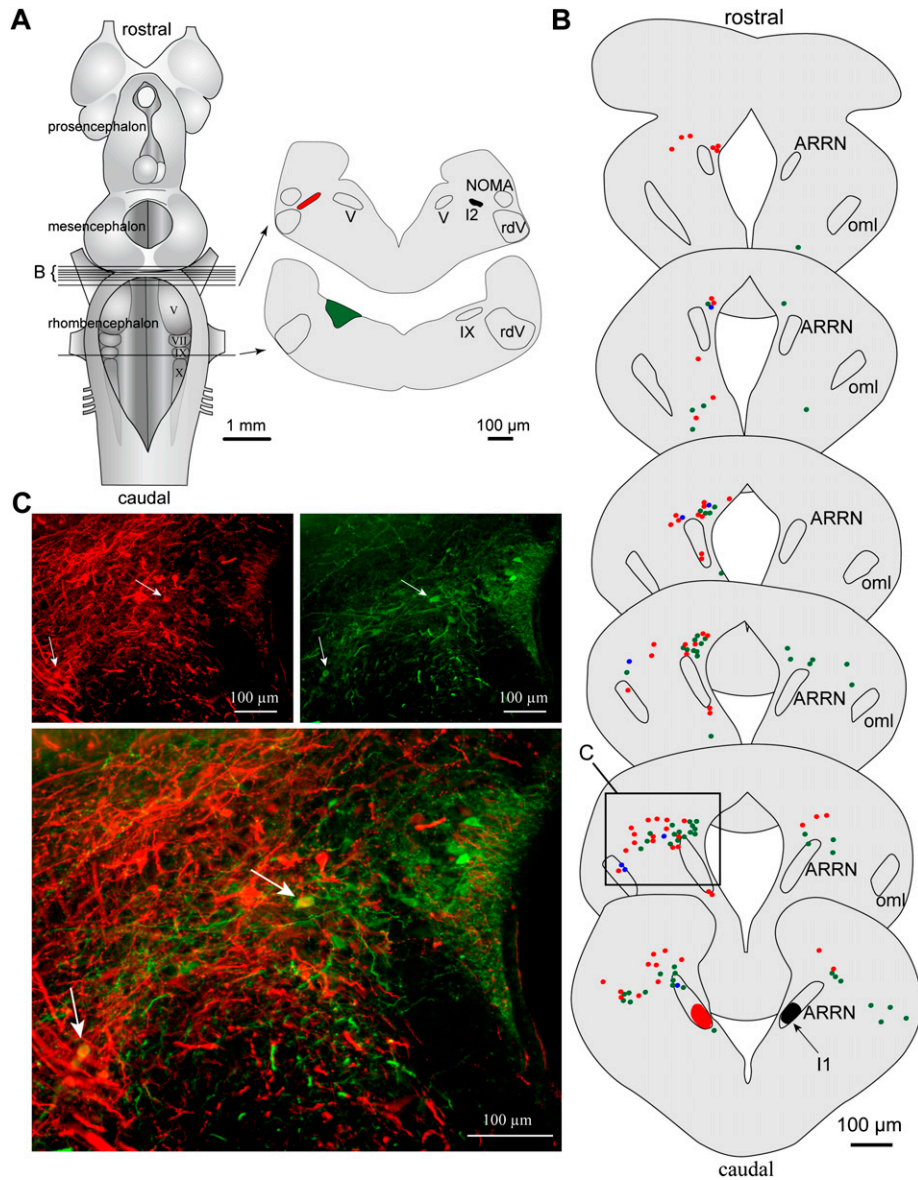 A
rostral
prosencephalon
mesencephalon
B {
rhombencephalon
V
VII
IX
X
1 mm
caudal
NOMA
V
V
I2
rdV
IX
rdV
100 µm
B
rostral
ARRN
oml
ARRN
oml
ARRN
oml
ARRN
oml
C
ARRN
oml
ARRN
I1
100 µm
caudal
C
100 µm
100 µm
100 µm